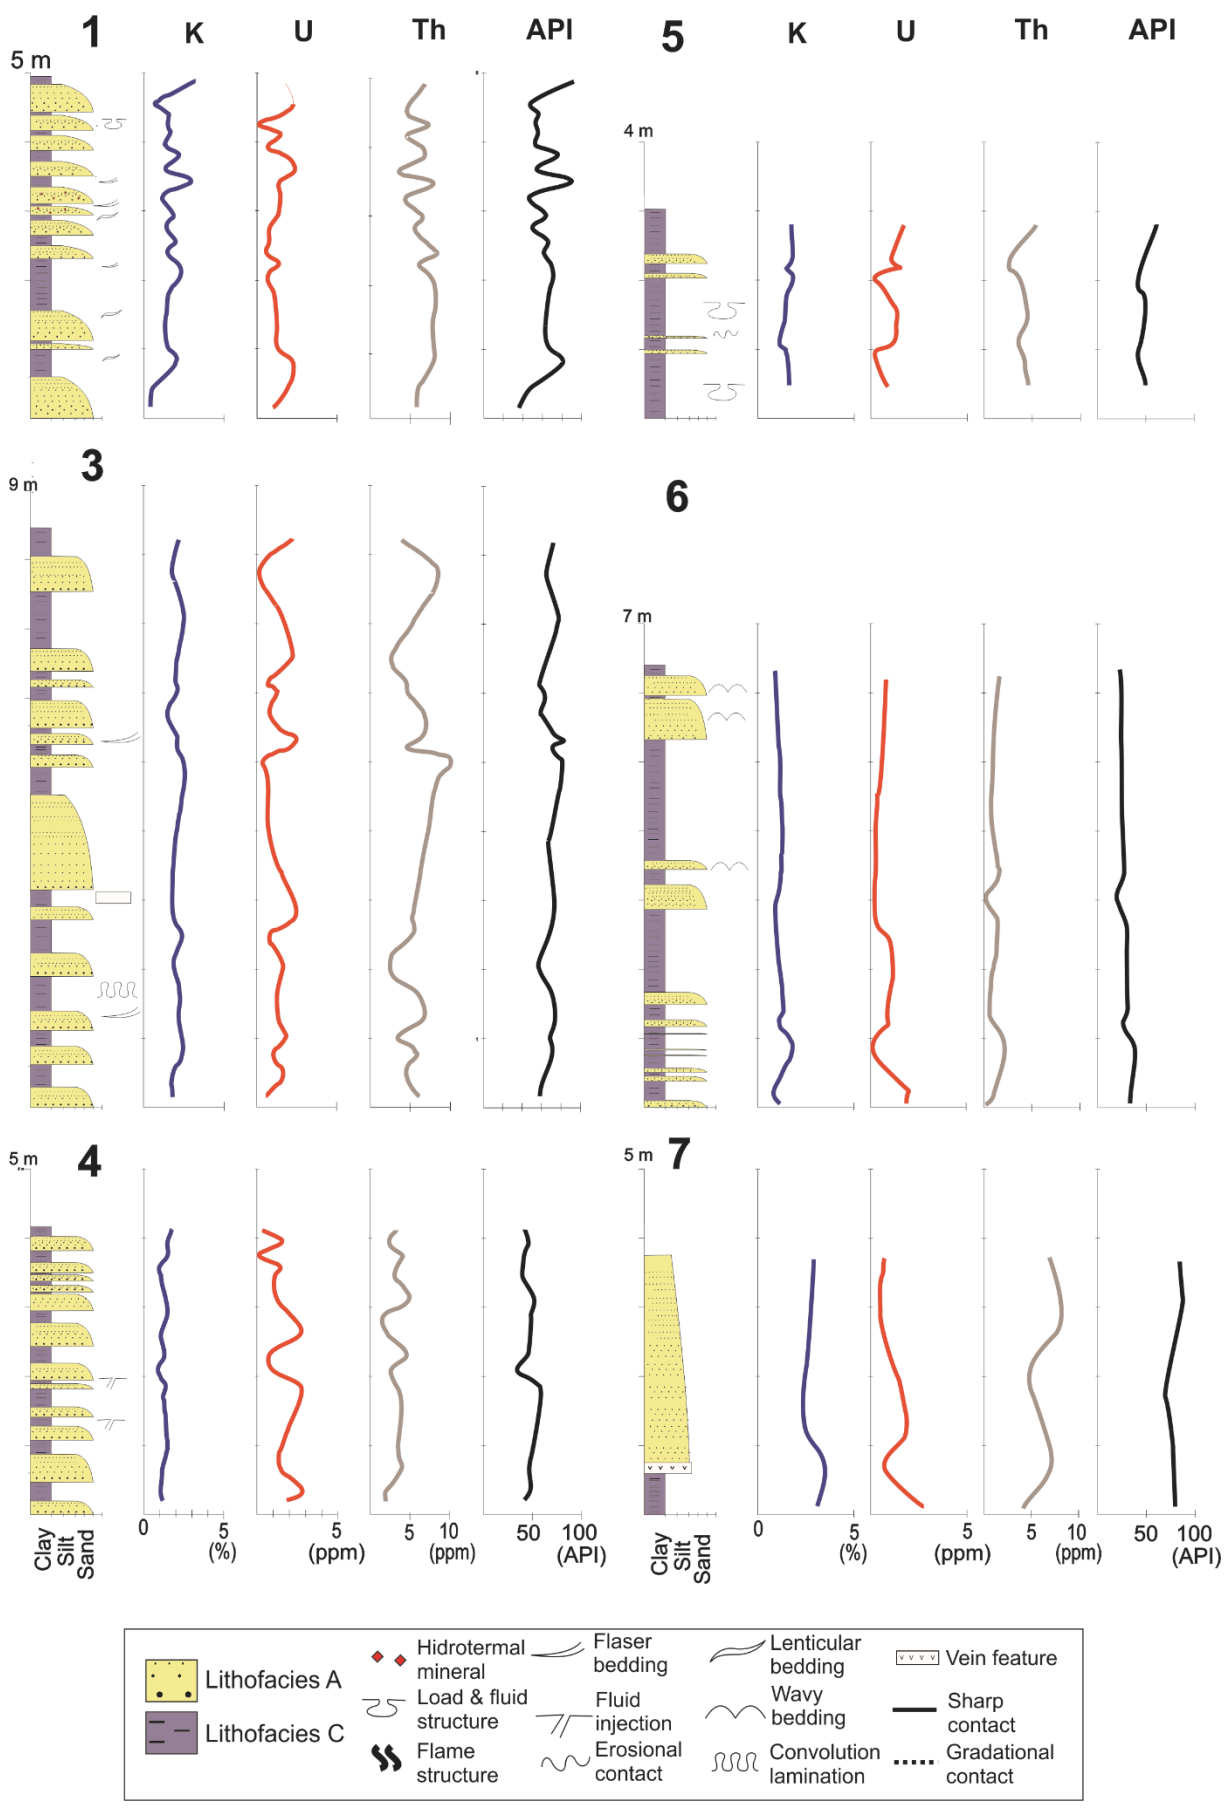 1 K U Th API 5 K U Th API
5 m
4 m
3
9 m
6
7 m
4 7
5 m 5 m
Clay Silt Sand 0 5 (%) 5 (ppm) 5 10 (ppm) 50 100 (API) Clay Silt Sand 0 5 (%) 5 (ppm) 5 10 (ppm) 50 100 (API)
Lithofacies A
Lithofacies C
Hidrotermal
mineral
Load & fluid
structure
Flame
structure
Flaser
bedding
Fluid
injection
Erosional
contact
Lenticular
bedding
Wavy
bedding
Convolution
lamination
Vein feature
Sharp
contact
Gradational
contact